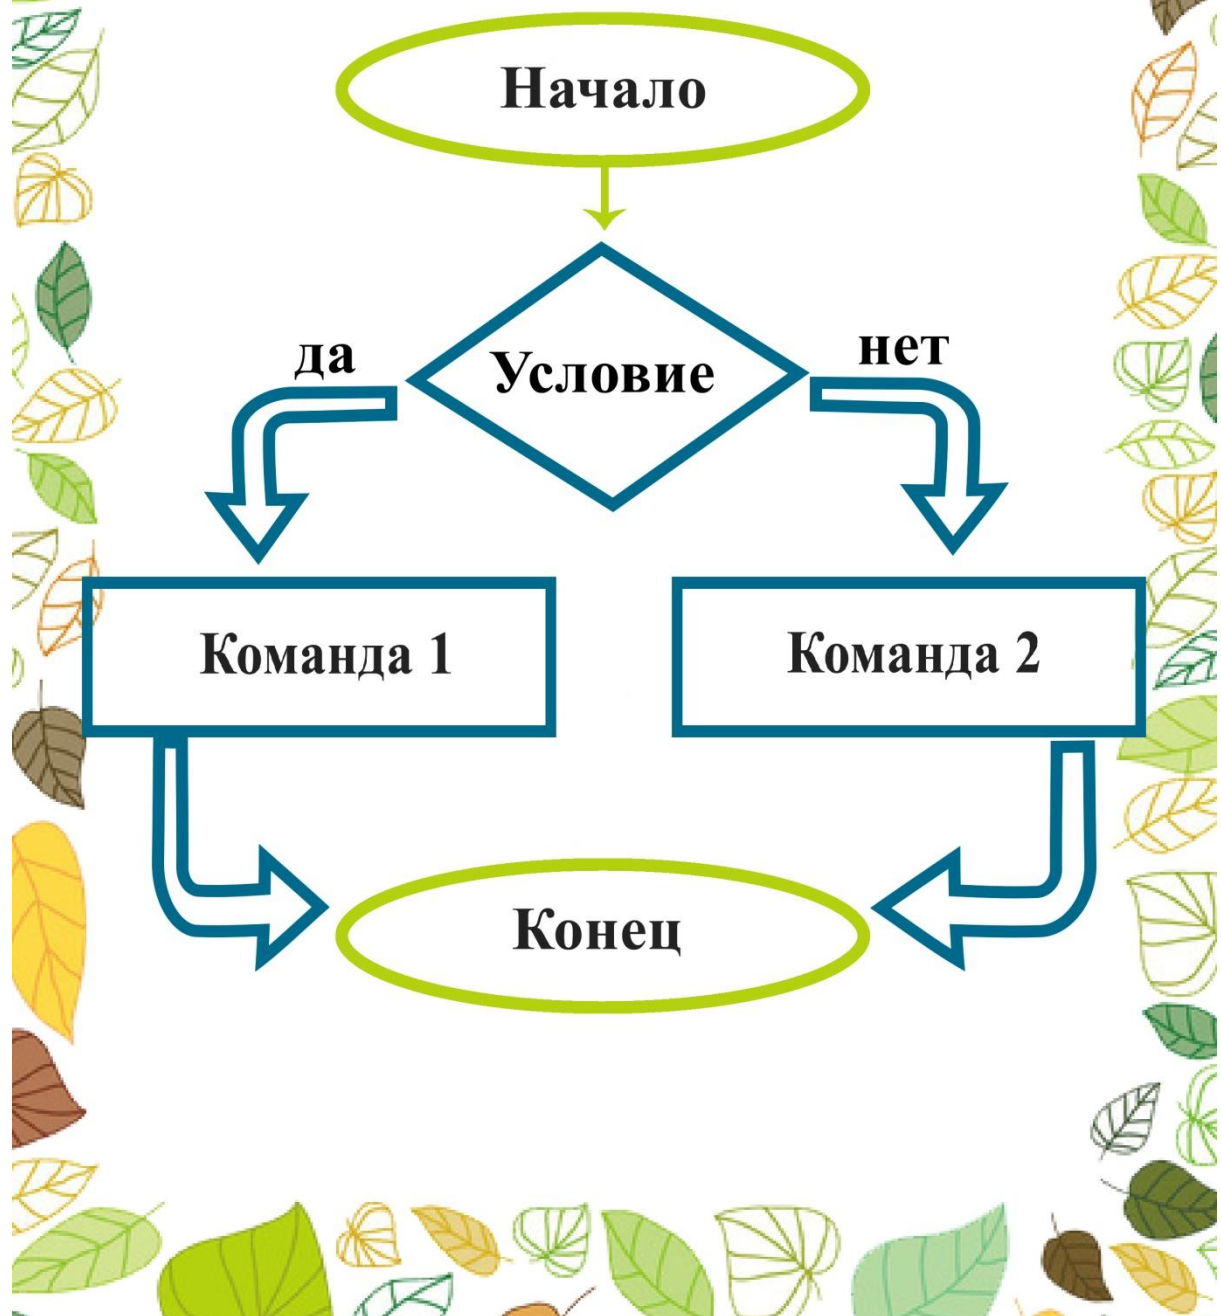 Начало
да
нет
Условие
Команда 1
Команда 2
Конец